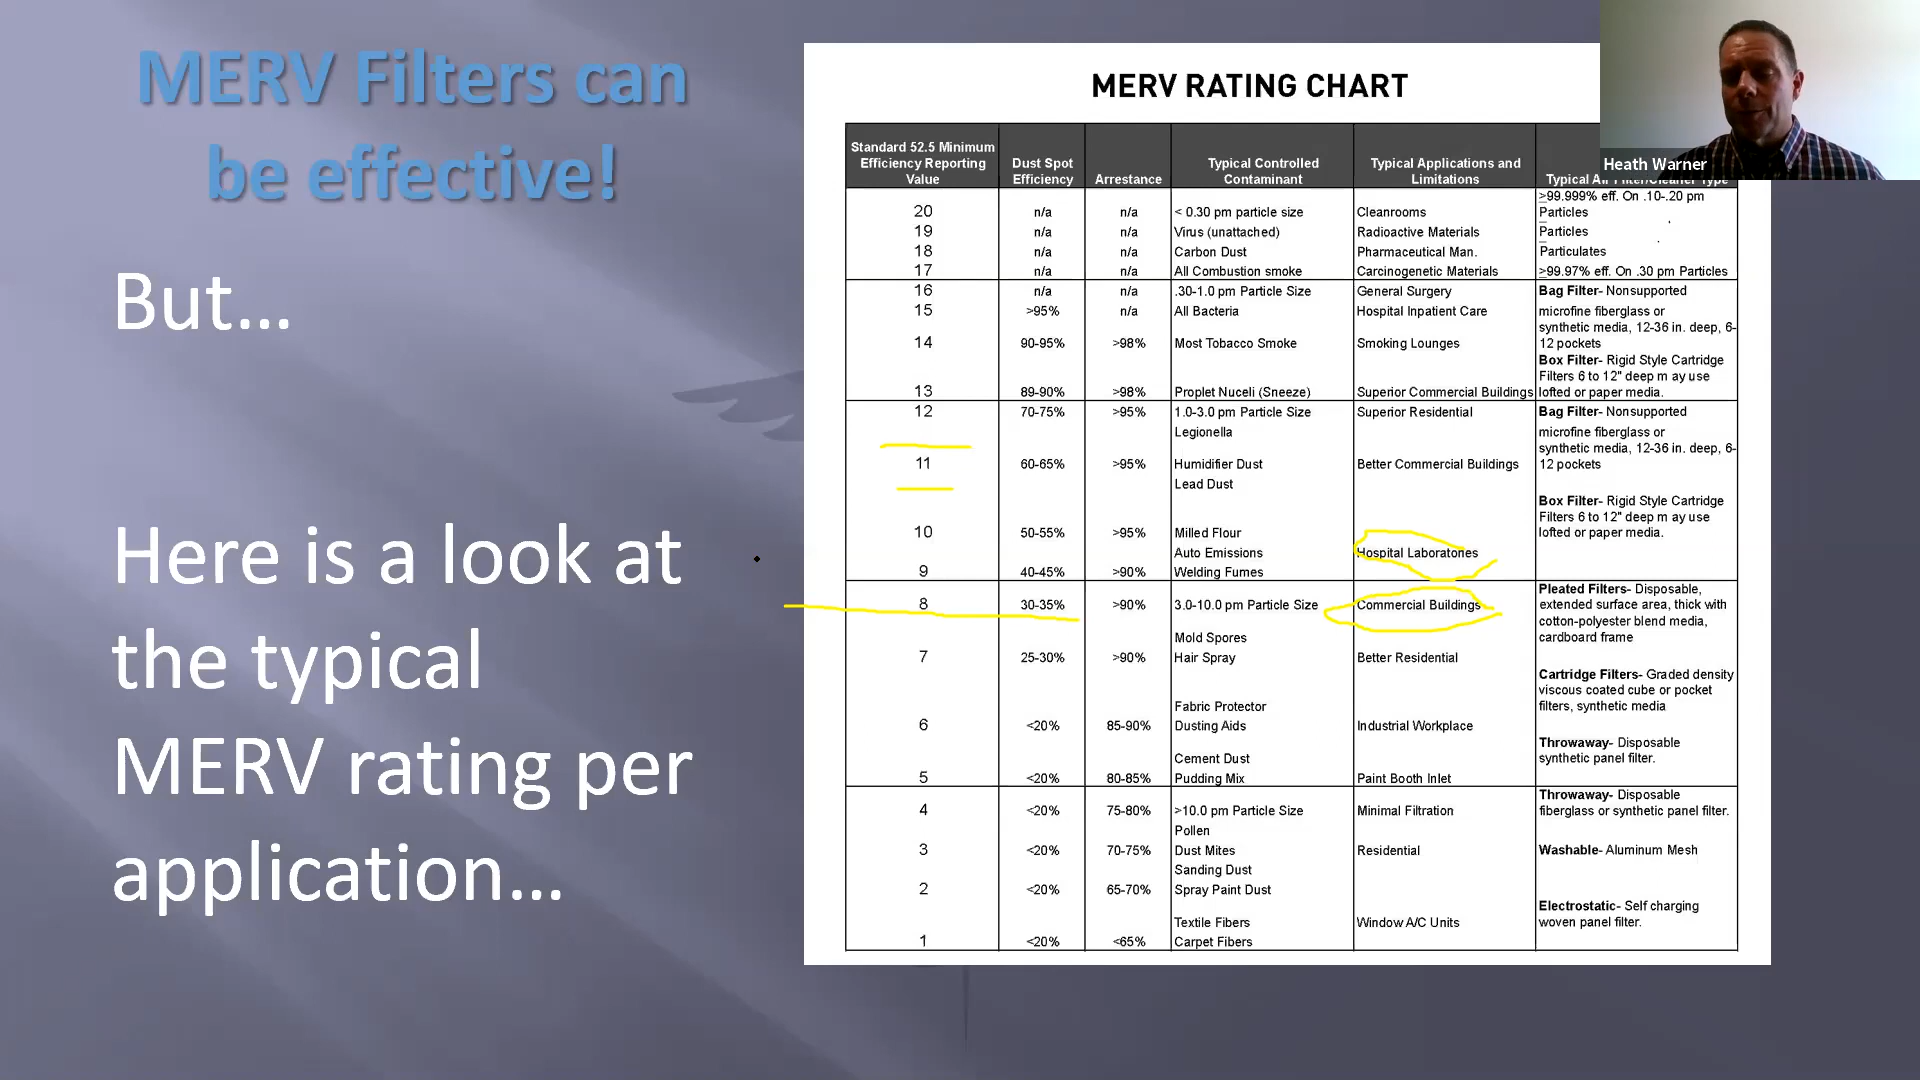 MERV Filters can
be effective!
But...
Here is a look at
the typical
MERV rating per
application...
MERV RATING CHART
Heath Warner
Standard 52.5 Minimum
Efficiency Reporting
Value
Dust Spot
Efficiency
Arrestance
Typical Controlled
Contaminant
Typical Applications and
Limitations
Typical Air Filter/Cleaner Type
>99.999% eff. On .10-.20 pm
20 n/a n/a < 0.30 pm particle size Cleanrooms Particles
19 n/a n/a Virus (unattached) Radioactive Materials Particles
18 n/a n/a Carbon Dust Pharmaceutical Man. Particulates
17 n/a n/a All Combustion smoke Carcinogenetic Materials >99.97% eff. On .30 pm Particles
16 n/a n/a .30-1.0 pm Particle Size General Surgery Bag Filter- Nonsupported
15 >95% n/a All Bacteria Hospital Inpatient Care microfine fiberglass or
synthetic media, 12-36 in. deep, 6-
14 90-95% >98% Most Tobacco Smoke Smoking Lounges 12 pockets
Box Filter- Rigid Style Cartridge
Filters 6 to 12" deep m ay use
13 89-90% >98% Proplet Nuceli (Sneeze) Superior Commercial Buildings lofted or paper media.
12 70-75% >95% 1.0-3.0 pm Particle Size Superior Residential Bag Filter- Nonsupported
Legionella microfine fiberglass or
synthetic media, 12-36 in. deep, 6-
11 60-65% >95% Humidifier Dust Better Commercial Buildings 12 pockets
Lead Dust
Box Filter- Rigid Style Cartridge
Filters 6 to 12" deep m ay use
10 50-55% >95% Milled Flour lofted or paper media.
Auto Emissions Hospital Laboratones
9 40-45% >90% Welding Fumes
Pleated Filters- Disposable,
8 30-35% >90% 3.0-10.0 pm Particle Size Commercial Buildings extended surface area, thick with
cotton-polyester blend media,
Mold Spores cardboard frame
7 25-30% >90% Hair Spray Better Residential
Cartridge Filters- Graded density
viscous coated cube or pocket
Fabric Protector filters, synthetic media
6 <20% 85-90% Dusting Aids Industrial Workplace
Throwaway- Disposable
Cement Dust synthetic panel filter.
5 <20% 80-85% Pudding Mix Paint Booth Inlet
Throwaway- Disposable
4 <20% 75-80% >10.0 pm Particle Size Minimal Filtration fiberglass or synthetic panel filter.
Pollen
3 <20% 70-75% Dust Mites Residential Washable- Aluminum Mesh
Sanding Dust
2 <20% 65-70% Spray Paint Dust
Electrostatic- Self charging
Textile Fibers Window A/C Units woven panel filter.
1 <20% <65% Carpet Fibers